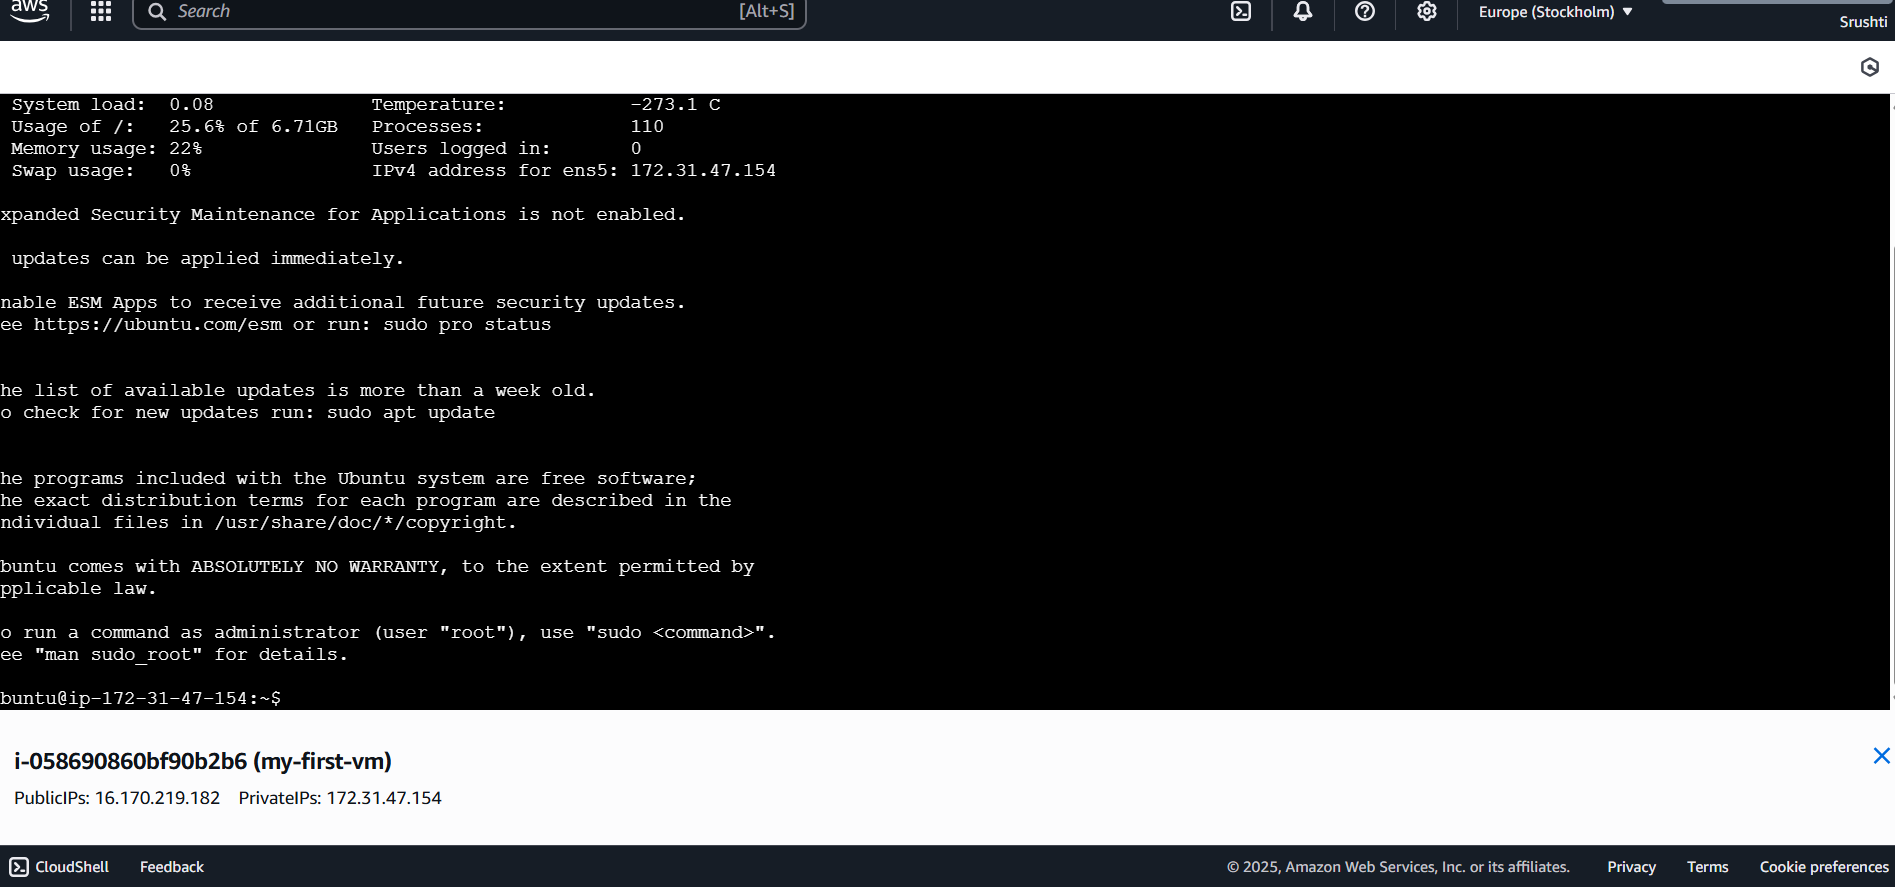 aws
Search [Alt+S] Europe (Stockholm) Srushti
System load: 0.08 Temperature: -273.1 C
Usage of /: 25.6% of 6.71GB Processes: 110
Memory usage: 22% Users logged in: 0
Swap usage: 0% IPv4 address for ens5: 172.31.47.154
xpanded Security Maintenance for Applications is not enabled.
updates can be applied immediately.
nable ESM Apps to receive additional future security updates.
ee https://ubuntu.com/esm or run: sudo pro status
he list of available updates is more than a week old.
o check for new updates run: sudo apt update
he programs included with the Ubuntu system are free software;
he exact distribution terms for each program are described in the
ndividual files in /usr/share/doc/*/copyright.
buntu comes with ABSOLUTELY NO WARRANTY, to the extent permitted by
pplicable law.
o run a command as administrator (user "root"), use "sudo <command>".
ee "man sudo_root" for details.
buntu@ip-172-31-47-154:~$
i-058690860bf90b2b6 (my-first-vm)
PublicIPs: 16.170.219.182 PrivateIPs: 172.31.47.154
CloudShell Feedback © 2025, Amazon Web Services, Inc. or its affiliates. Privacy Terms Cookie preferences